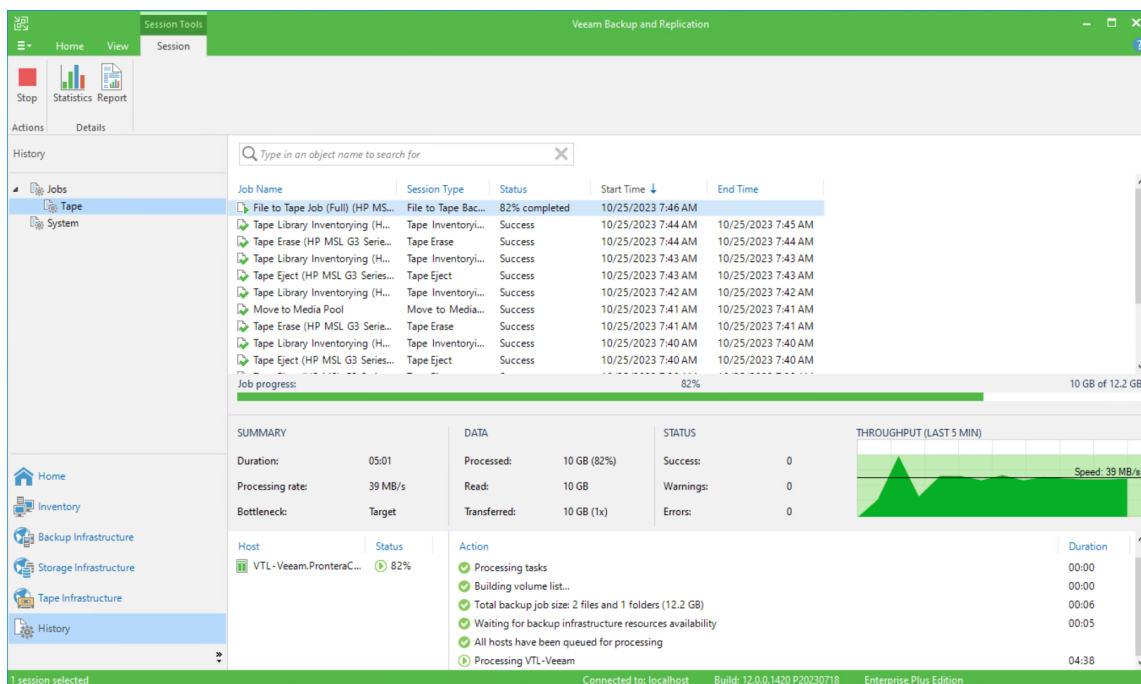 Session Tools
Veeam Backup and Replication
Home View Session
Stop Statistics Report
Actions Details
History
Type in an object name to search for
Jobs
Tape
System
Job Name Session Type Status Start Time End Time
File to Tape Job (Full) (HP MS... File to Tape Bac... 82% completed 10/25/2023 7:46 AM
Tape Library Inventorying (H... Tape Inventoryi... Success 10/25/2023 7:44 AM 10/25/2023 7:45 AM
Tape Erase (HP MSL G3 Serie... Tape Erase Success 10/25/2023 7:44 AM 10/25/2023 7:44 AM
Tape Library Inventorying (H... Tape Inventoryi... Success 10/25/2023 7:43 AM 10/25/2023 7:43 AM
Tape Eject (HP MSL G3 Series... Tape Eject Success 10/25/2023 7:43 AM 10/25/2023 7:43 AM
Tape Library Inventorying (H... Tape Inventoryi... Success 10/25/2023 7:42 AM 10/25/2023 7:42 AM
Move to Media Pool Move to Media... Success 10/25/2023 7:41 AM 10/25/2023 7:41 AM
Tape Erase (HP MSL G3 Serie... Tape Erase Success 10/25/2023 7:41 AM 10/25/2023 7:41 AM
Tape Library Inventorying (H... Tape Inventoryi... Success 10/25/2023 7:40 AM 10/25/2023 7:40 AM
Tape Eject (HP MSL G3 Series... Tape Eject Success 10/25/2023 7:40 AM 10/25/2023 7:40 AM
Job progress: 82% 10 GB of 12.2 GB
SUMMARY DATA STATUS THROUGHPUT (LAST 5 MIN)
Duration: 05:01 Processed: 10 GB (82%) Success: 0
Speed: 39 MB/s
Processing rate: 39 MB/s Read: 10 GB Warnings: 0
Bottleneck: Target Transferred: 10 GB (1x) Errors: 0
Home
Inventory
Backup Infrastructure
Storage Infrastructure
Tape Infrastructure
History
Host Status Action Duration
VTL-Veeam.PronteraC... 82% Processing tasks 00:00
Building volume list... 00:00
Total backup job size: 2 files and 1 folders (12.2 GB) 00:06
Waiting for backup infrastructure resources availability 00:05
All hosts have been queued for processing
Processing VTL-Veeam 04:38
1 session selected Connected to: localhost Build: 12.0.0.1420 P20230718 Enterprise Plus Edition